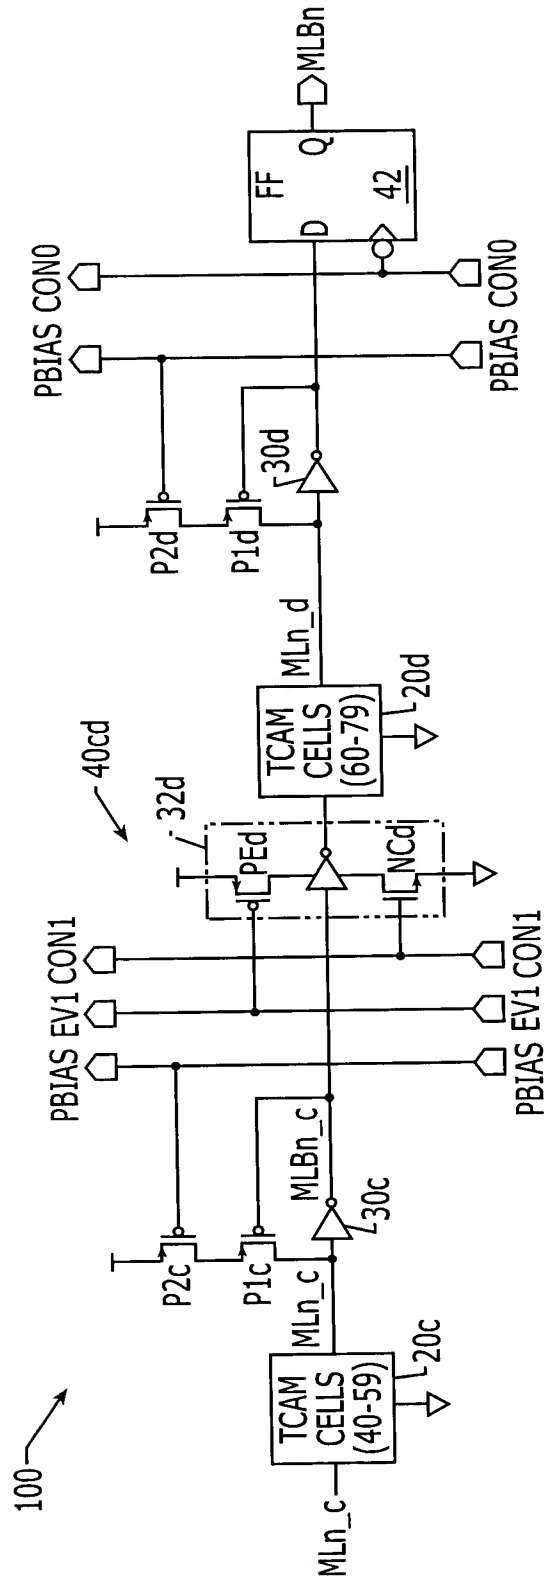 100
MLn_c
TCAM
CELLS
(40-59)
20c
MLn_c
P2c
P1c
MLBn_c
30c
PBIAS EV1 CON1
PBIAS EV1 CON1
40cd
32d
PEd
NCd
TCAM
CELLS
(60-79)
20d
MLn_d
P2d
P1d
30d
PBIAS CON0
PBIAS CON0
FF
D
Q
42
MLBn